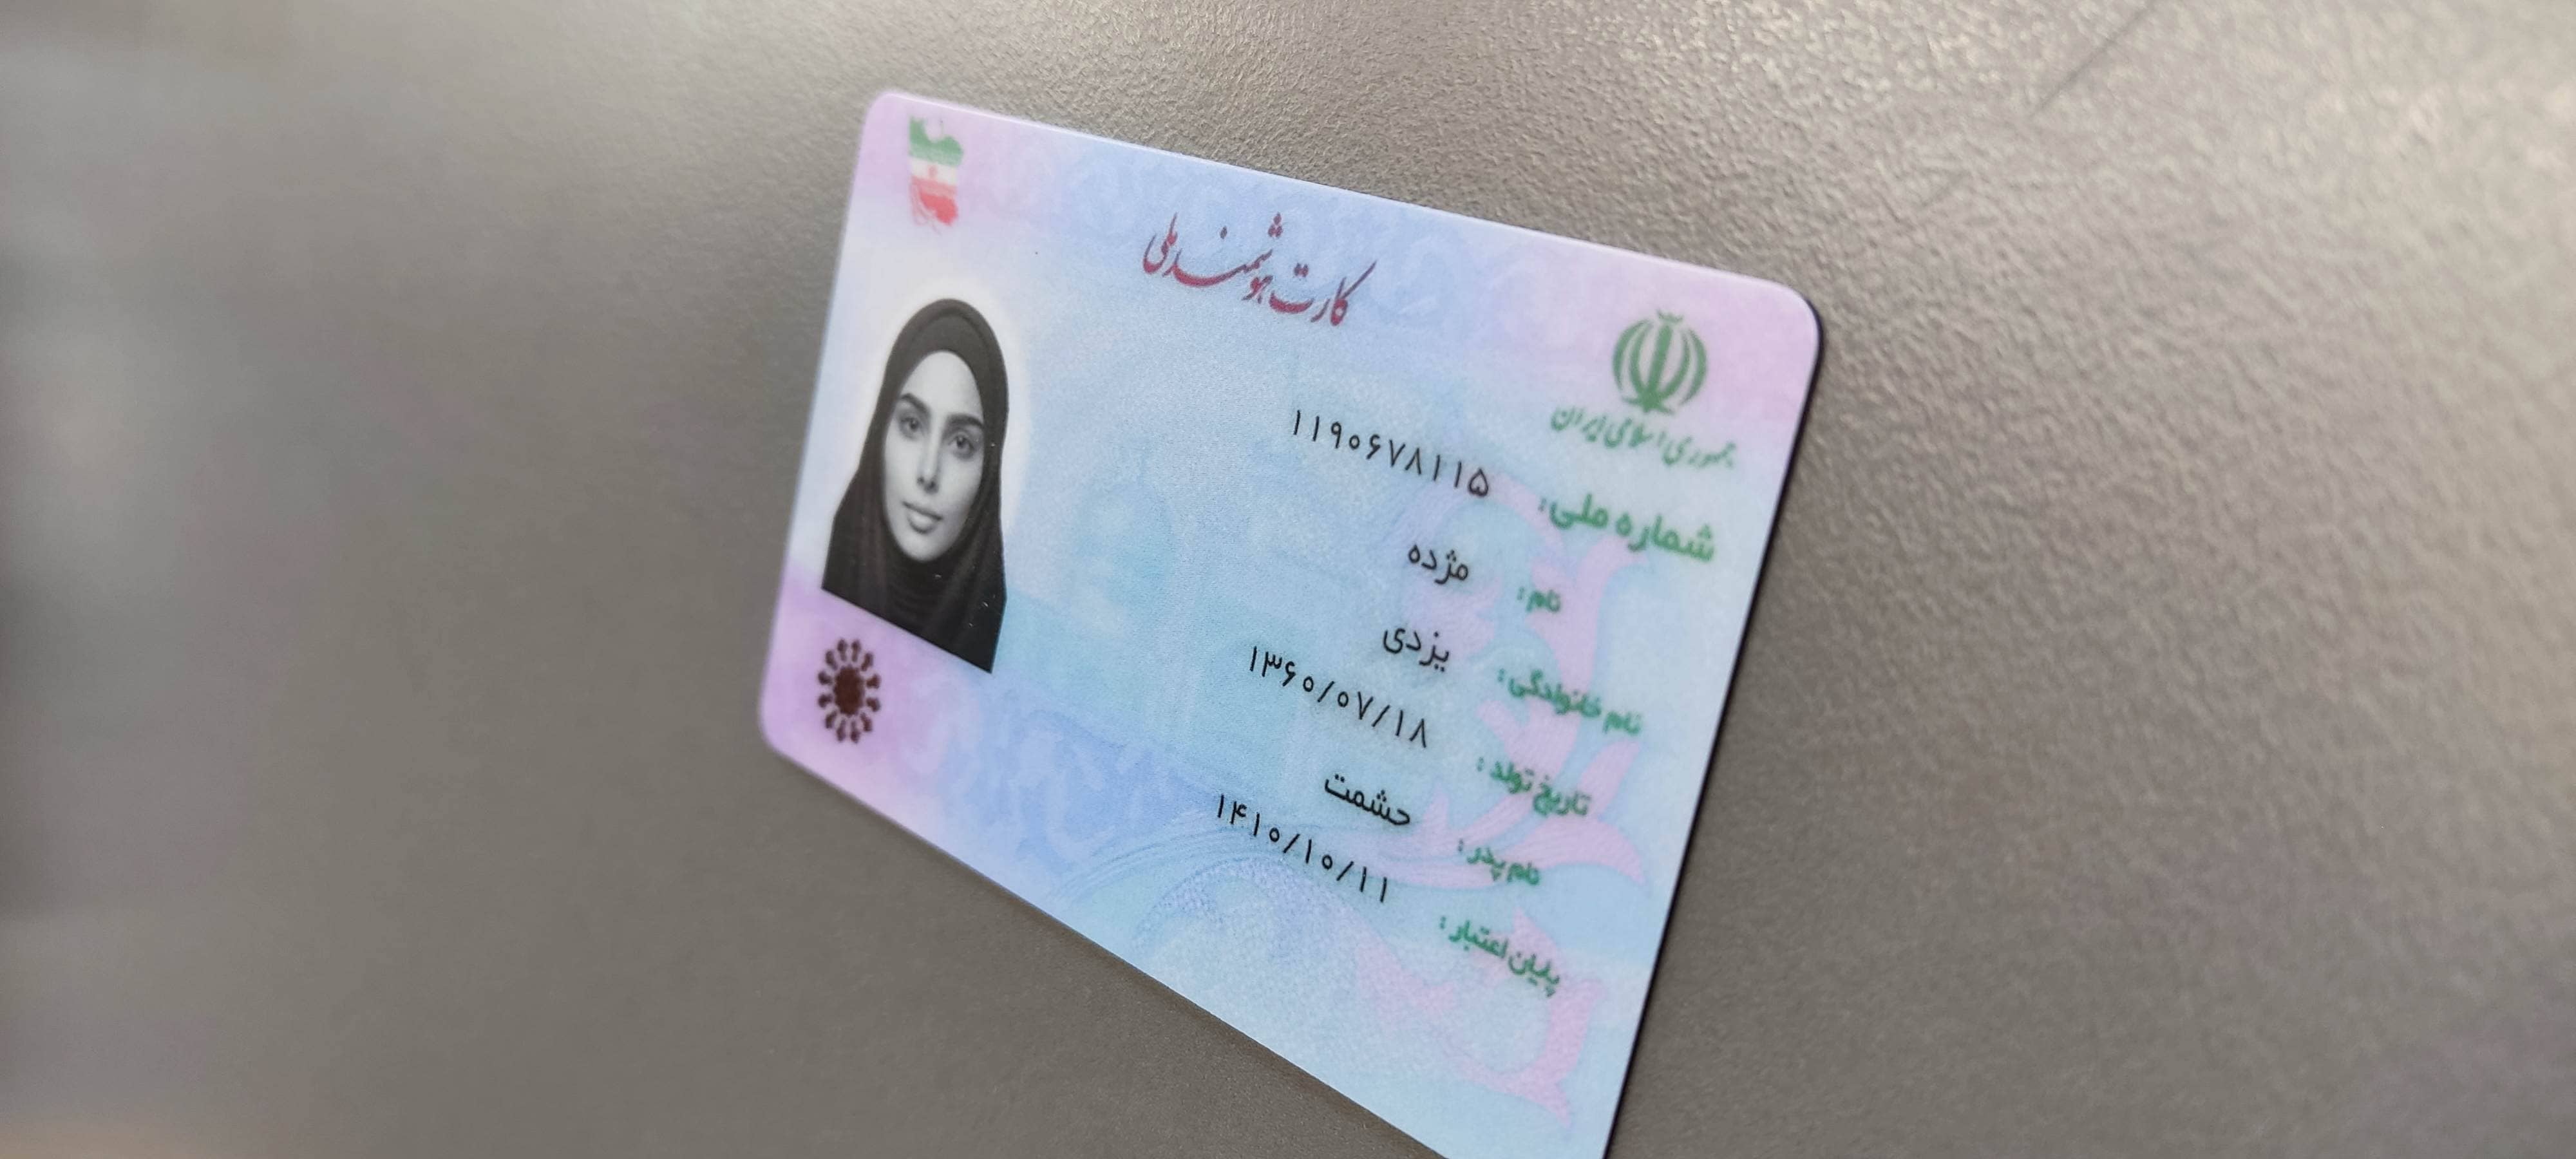 کارت هوشمند ملی
جمهوری اسلامی ایران
شماره ملی: ۱۱۹۰۶۷۸۱۱۵
نام: مژده
نام خانوادگی: یزدی
تاریخ تولد: ۱۳۶۰/۰۷/۱۸
نام پدر: حشمت
پایان اعتبار: ۱۴۱۰/۱۰/۱۱